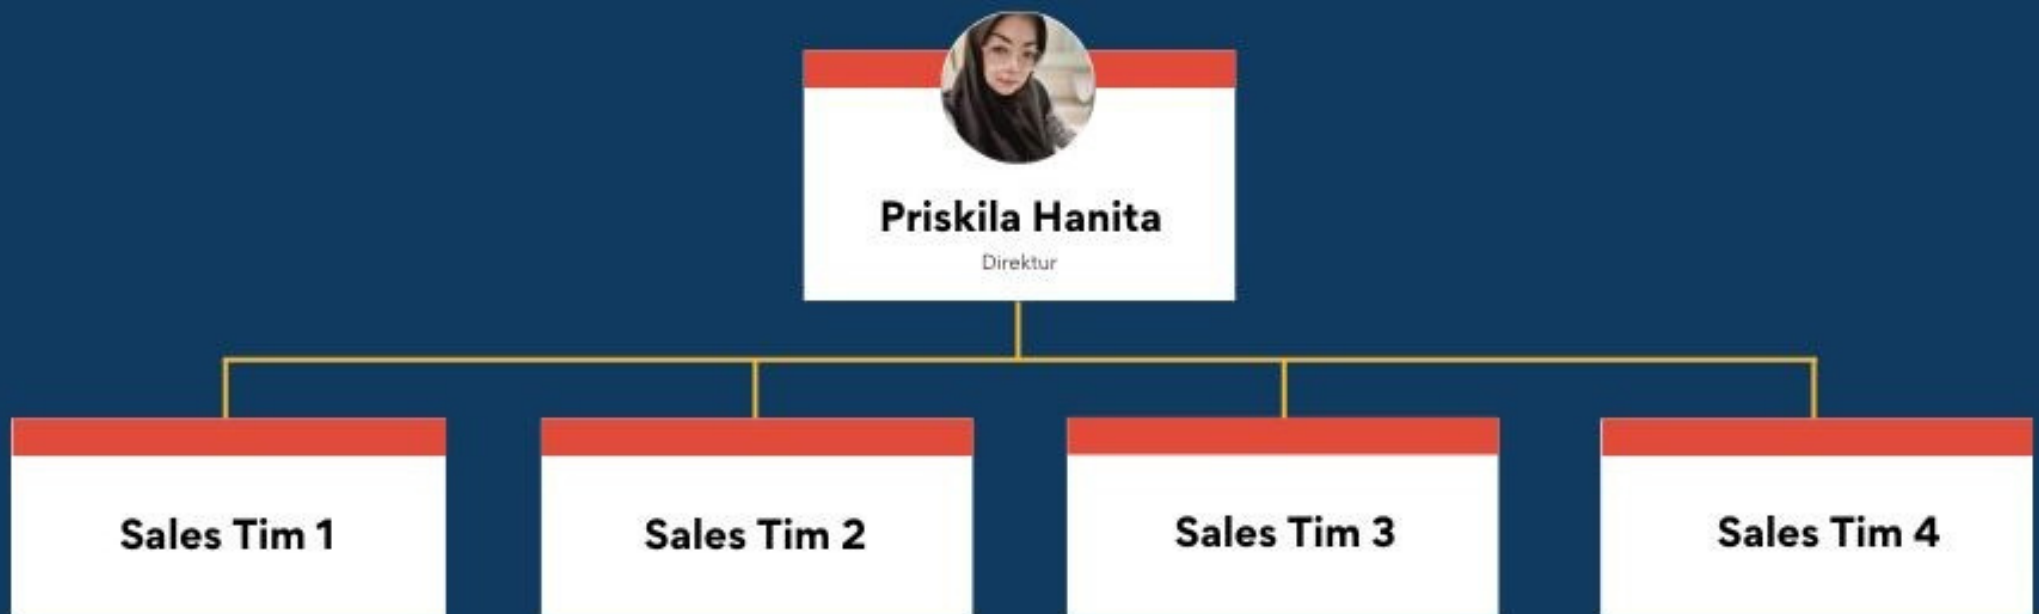 Priskila Hanita
Direktur
Sales Tim 1
Sales Tim 2
Sales Tim 3
Sales Tim 4